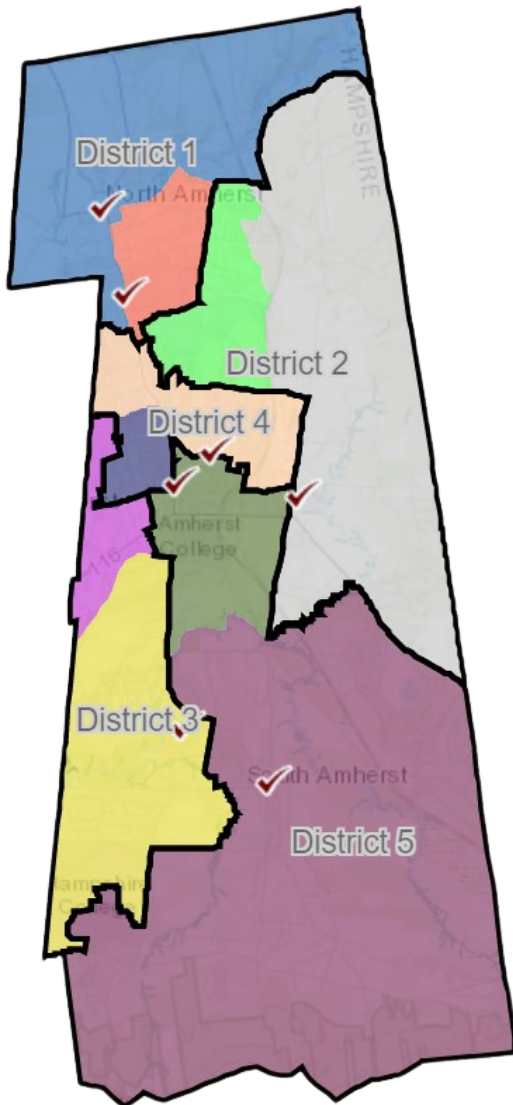 HAMPSHIRE
District 1
North Amherst
District 2
District 4
Amherst
College
116
District 3
South Amherst
District 5
Hampshire
College